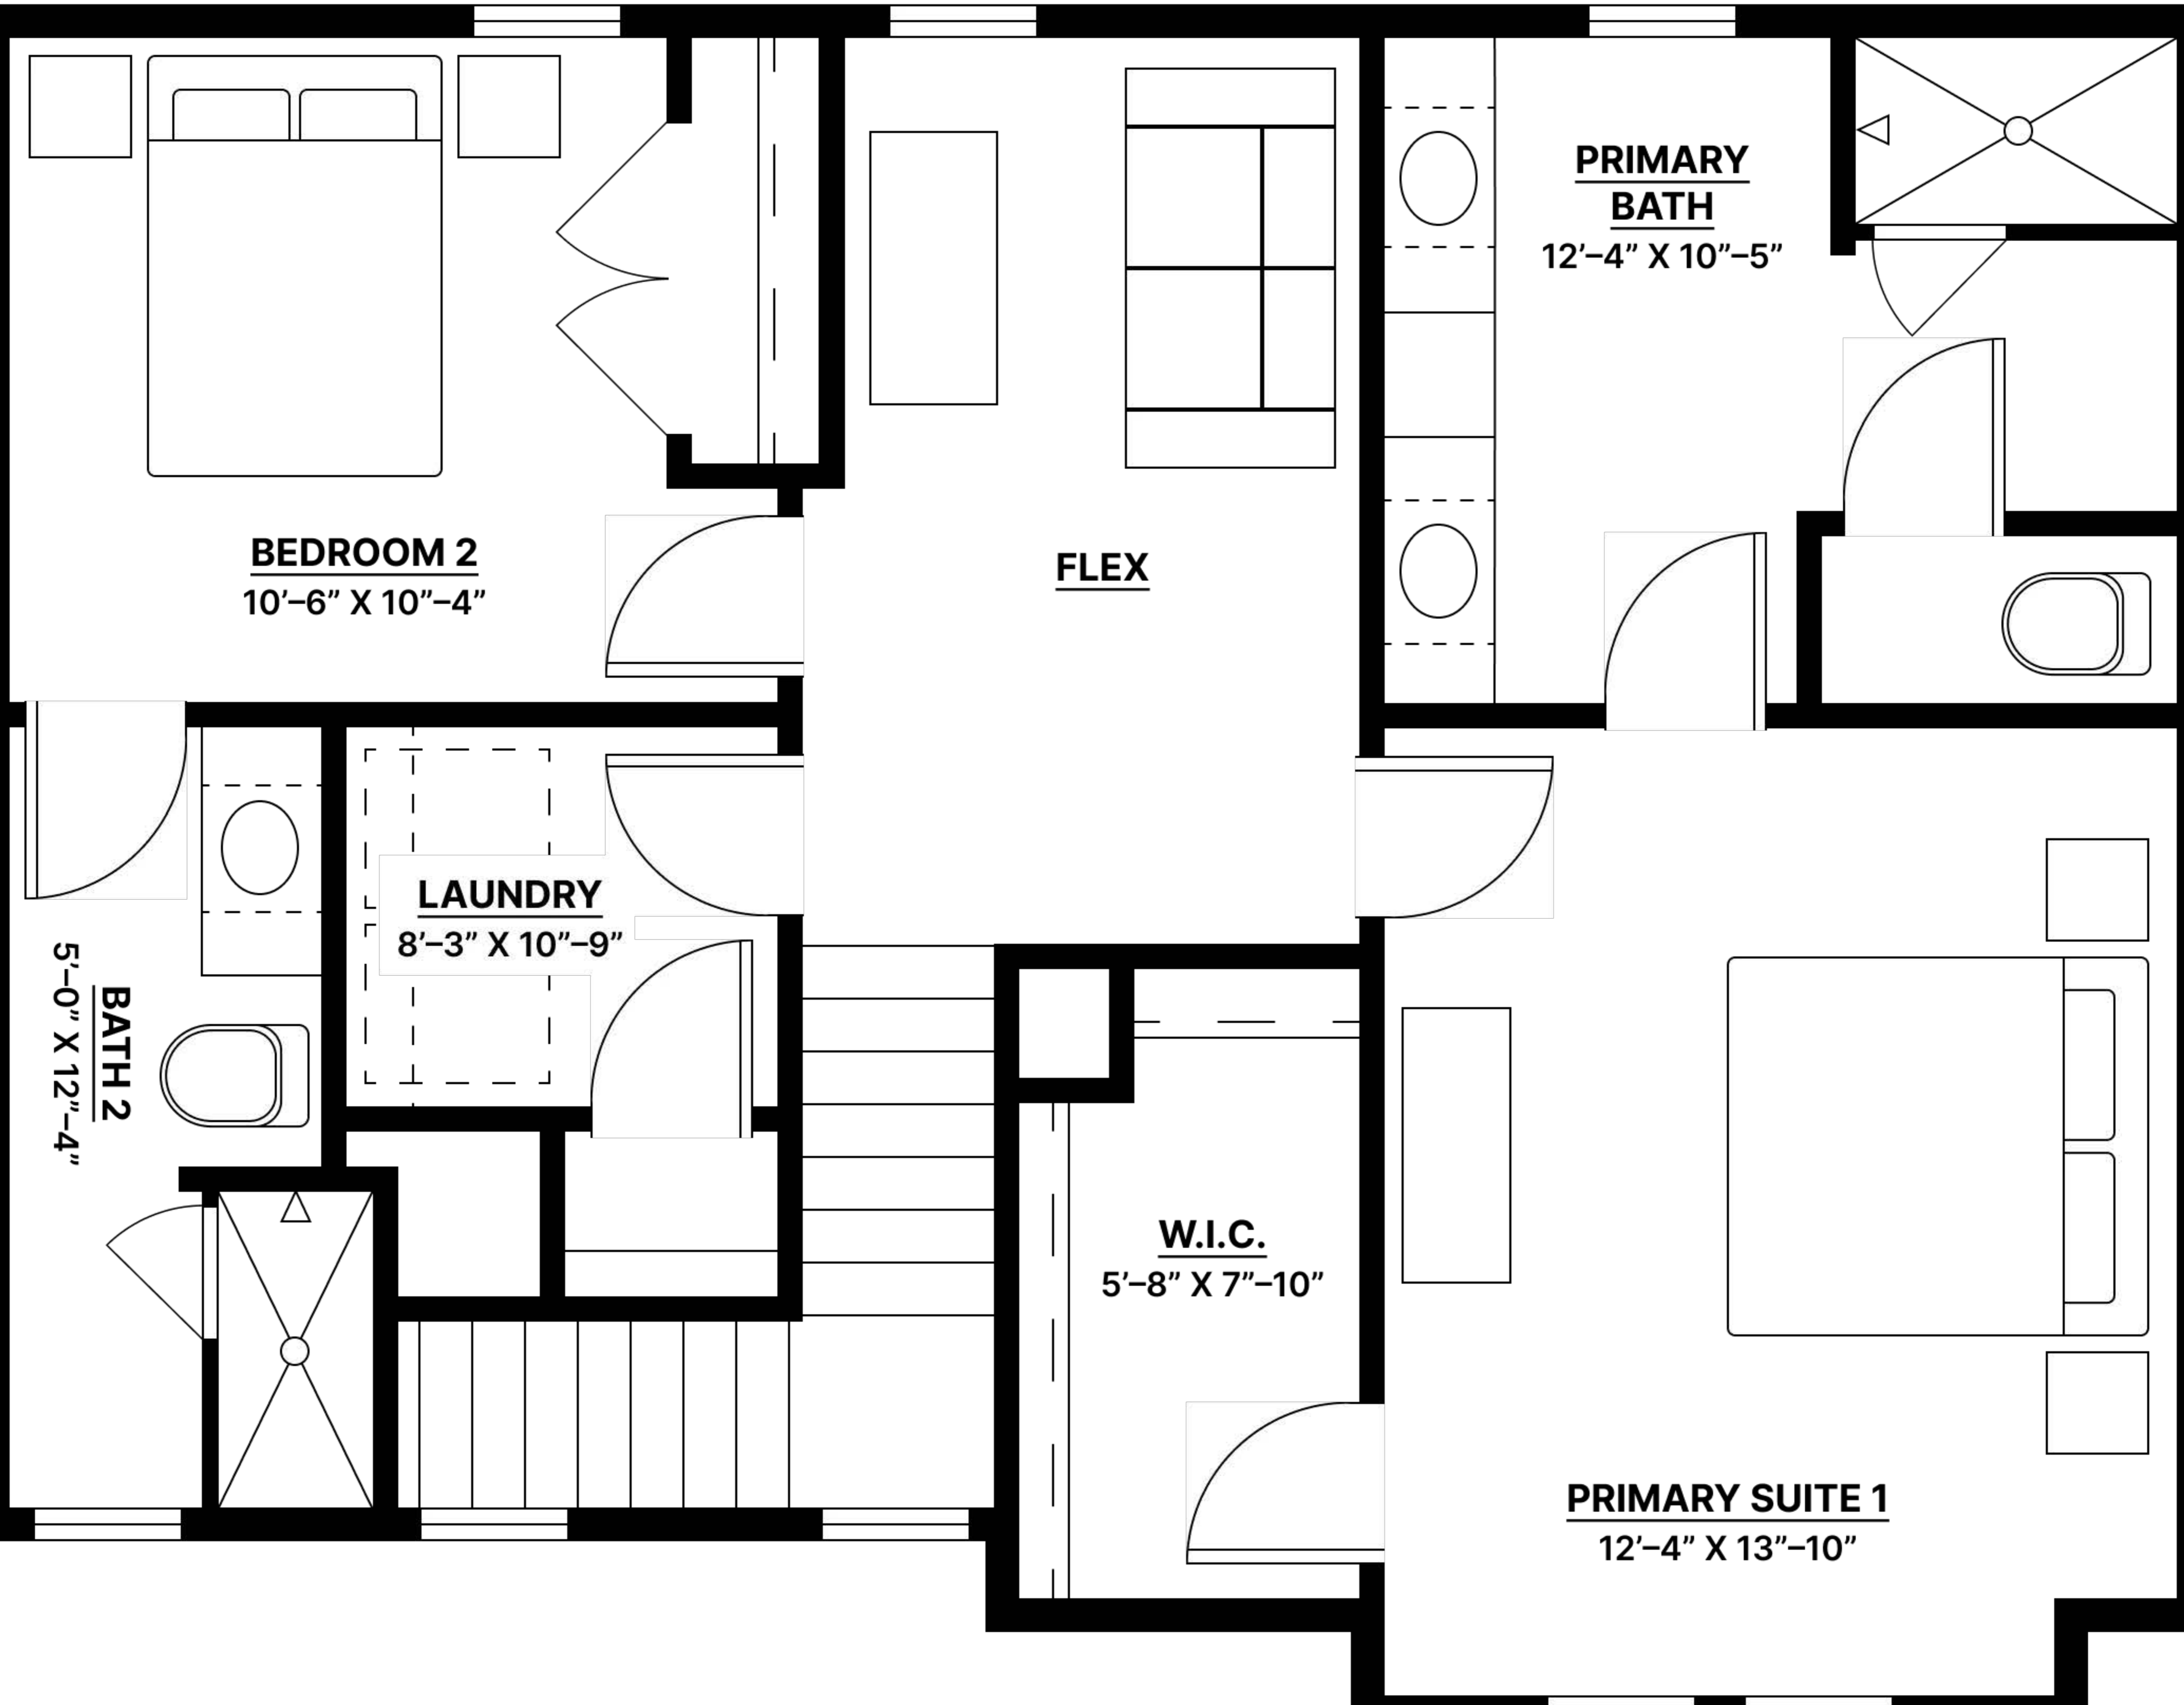 PRIMARY
BATH
12’–4” X 10”–5”
BEDROOM 2
10’–6” X 10”–4”
FLEX
LAUNDRY
8’–3” X 10”–9”
BATH 2
5’–0” X 12”–4”
W.I.C.
5’–8” X 7”–10”
PRIMARY SUITE 1
12’–4” X 13”–10”